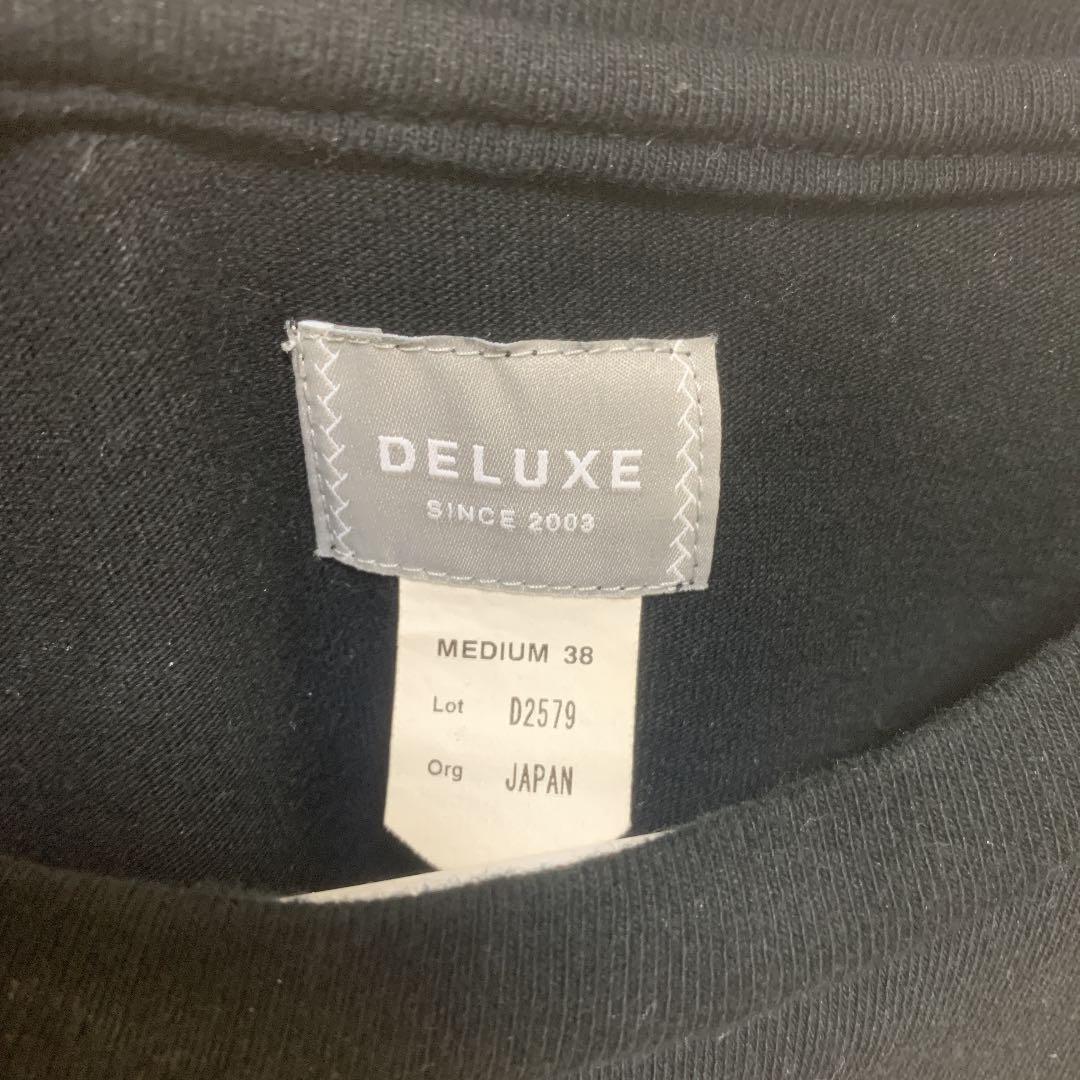 DELUXE
SINCE 2003
MEDIUM 38
Lot D2579
Org JAPAN